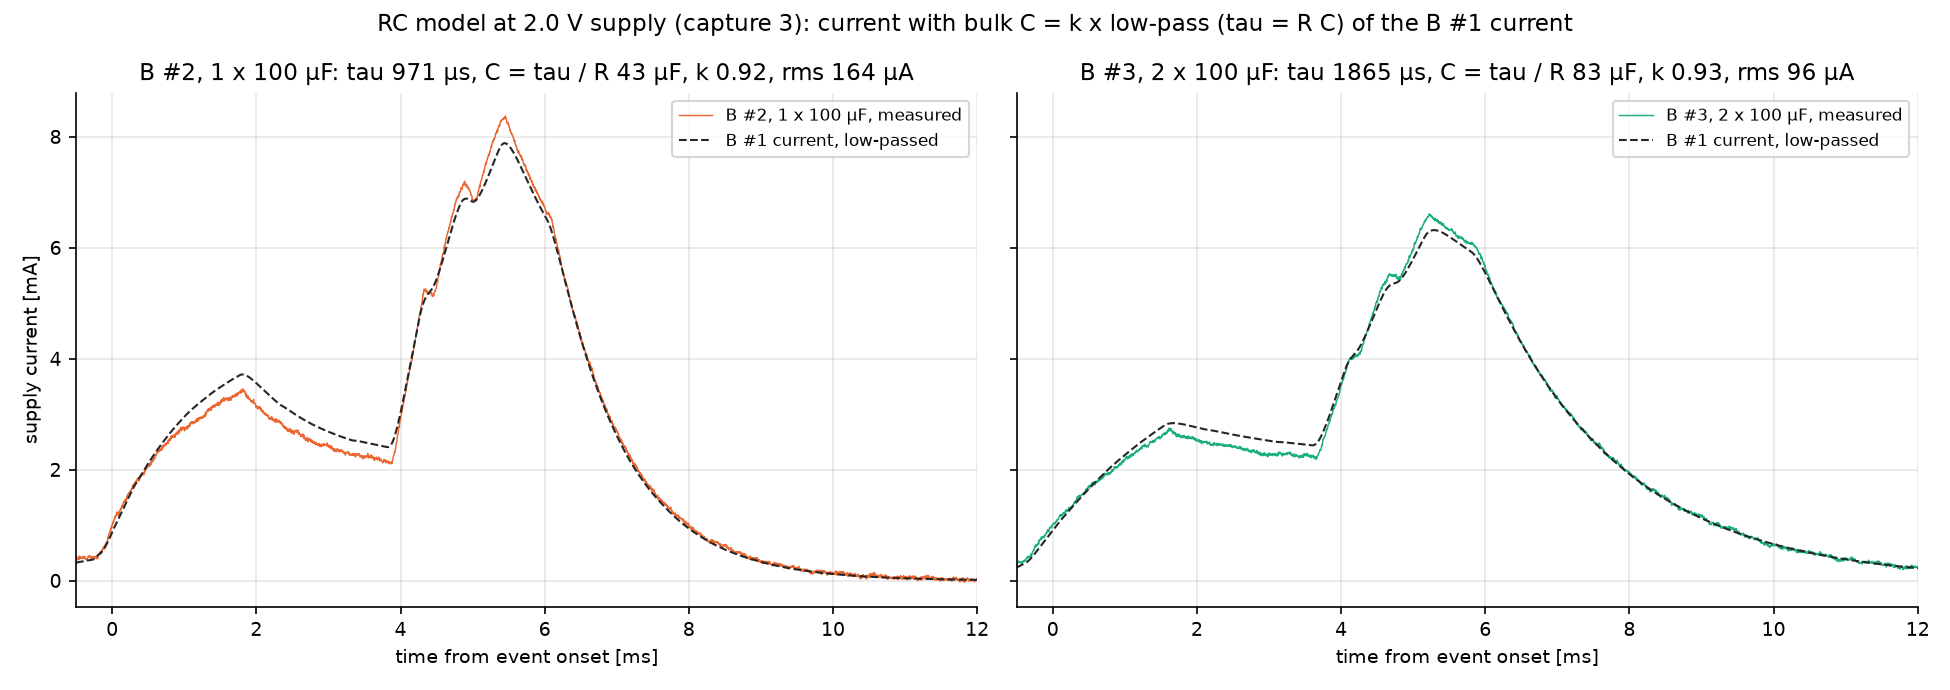 RC model at 2.0 V supply (capture 3): current with bulk C = k x low-pass (tau = R C) of the B #1 current
B #2, 1 x 100 µF: tau 971 µs, C = tau / R 43 µF, k 0.92, rms 164 µA
B #2, 1 x 100 µF, measured
B #1 current, low-passed
supply current [mA]
8
6
4
2
0
0 2 4 6 8 10 12
time from event onset [ms]
B #3, 2 x 100 µF: tau 1865 µs, C = tau / R 83 µF, k 0.93, rms 96 µA
B #3, 2 x 100 µF, measured
B #1 current, low-passed
0 2 4 6 8 10 12
time from event onset [ms]